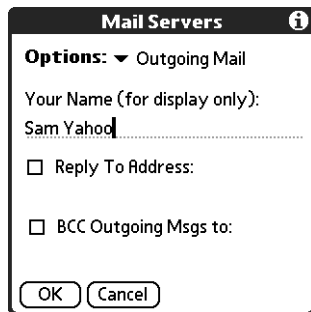 Mail Servers
Options: Outgoing Mail
Your Name (for display only):
Sam Yahoo
Reply To Address:
BCC Outgoing Msgs to:
OK Cancel